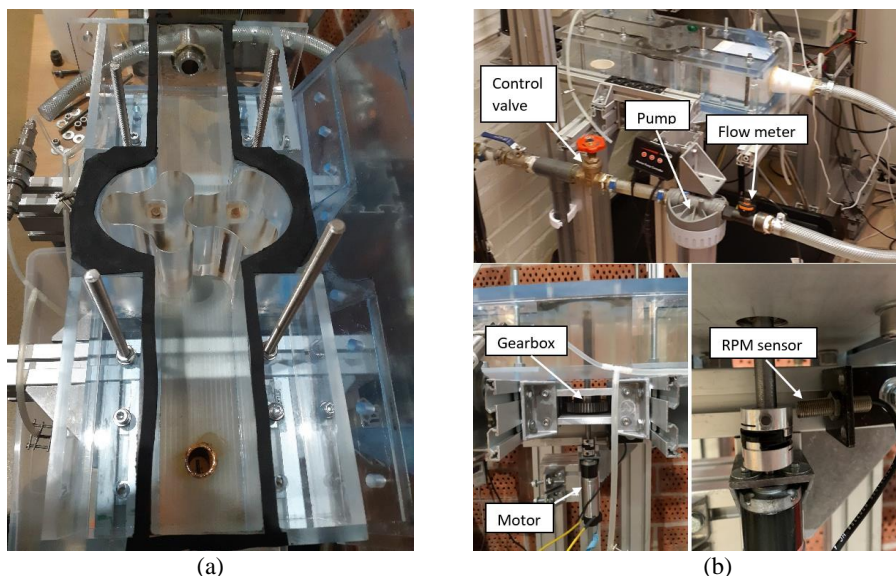 Control
valve
Pump
Flow meter
Gearbox
RPM sensor
Motor
(a)
(b)